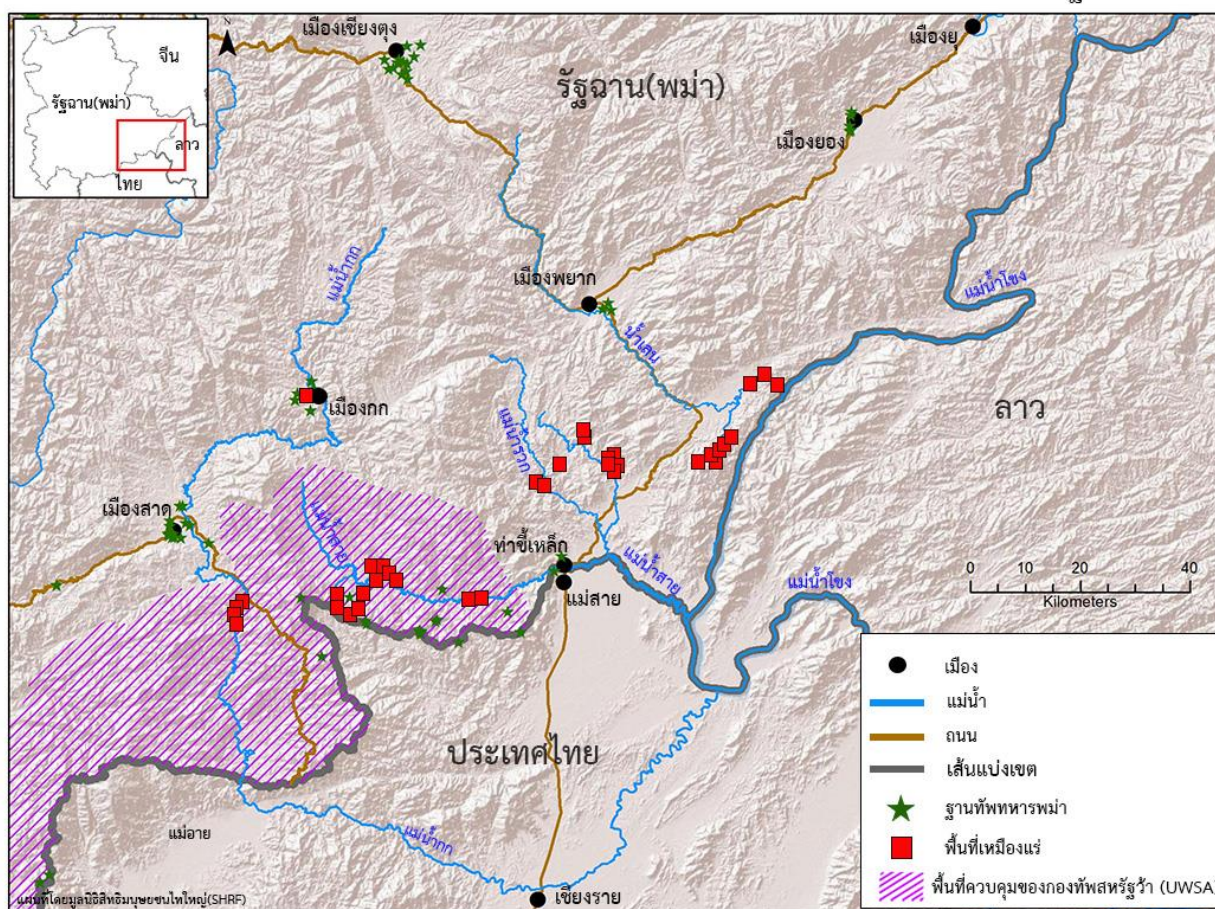 N
จีน
รัฐฉาน(พม่า)
ลาว
ไทย
เมืองเชียงตุง
รัฐฉาน(พม่า)
เมืองยุ
เมืองยอง
แม่น้ำกก
เมืองพยาก
แม่น้ำโขง
น้ำเลน
เมืองกก
แม่น้ำรวก
ลาว
เมืองสาด
แม่น้ำสาย
ท่าขี้เหล็ก
แม่สาย
แม่น้ำสาย
แม่น้ำโขง
0 10 20 40
Kilometers
ประเทศไทย
แม่อาย
แม่น้ำกก
เชียงราย
เมือง
แม่น้ำ
ถนน
เส้นแบ่งเขต
ฐานทัพทหารพม่า
พื้นที่เหมืองแร่
พื้นที่ควบคุมของกองทัพสหรัฐว้า (UWSA)
แผนที่โดยมูลนิธิสิทธิมนุษยชนไทใหญ่(SHRF)